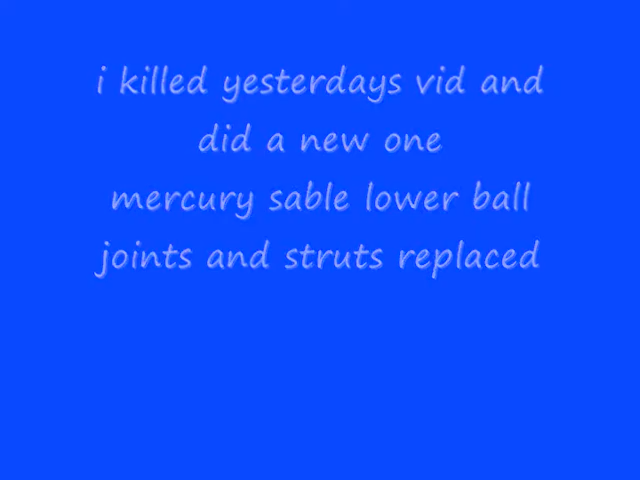 i killed yesterdays vid and
did a new one
mercury sable lower ball
joints and struts replaced